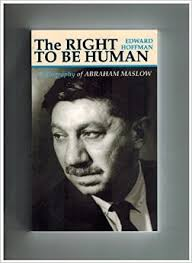 EDWARD
HOFFMAN
The RIGHT
TO BE HUMAN
A Biography of ABRAHAM MASLOW